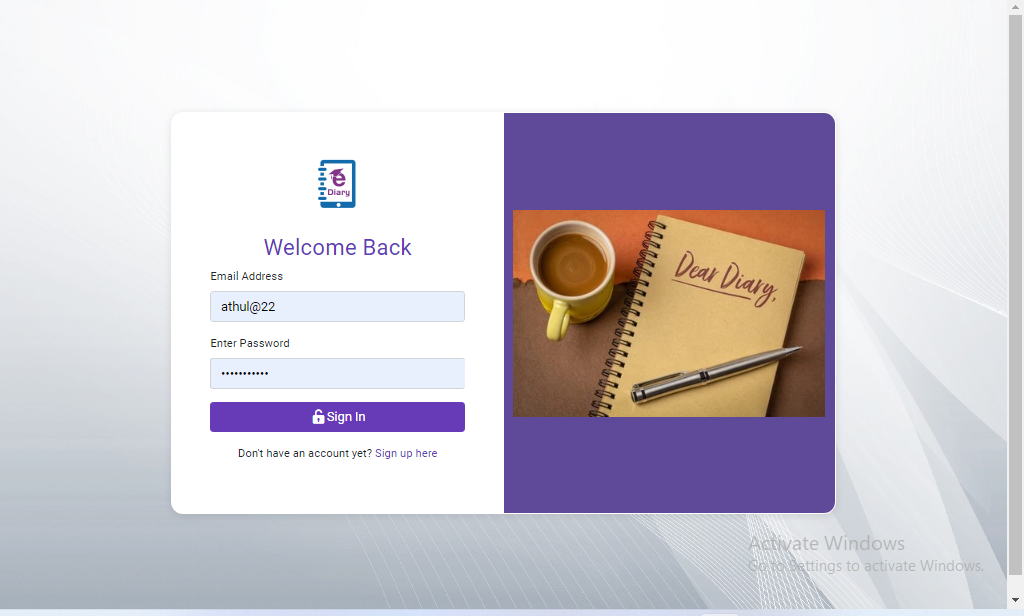 e
Diary
Welcome Back
Email Address
athul@22
Enter Password
•••••••••••
Sign In
Don't have an account yet? Sign up here
Dear Diary,
Activate Windows
Go to Settings to activate Windows.